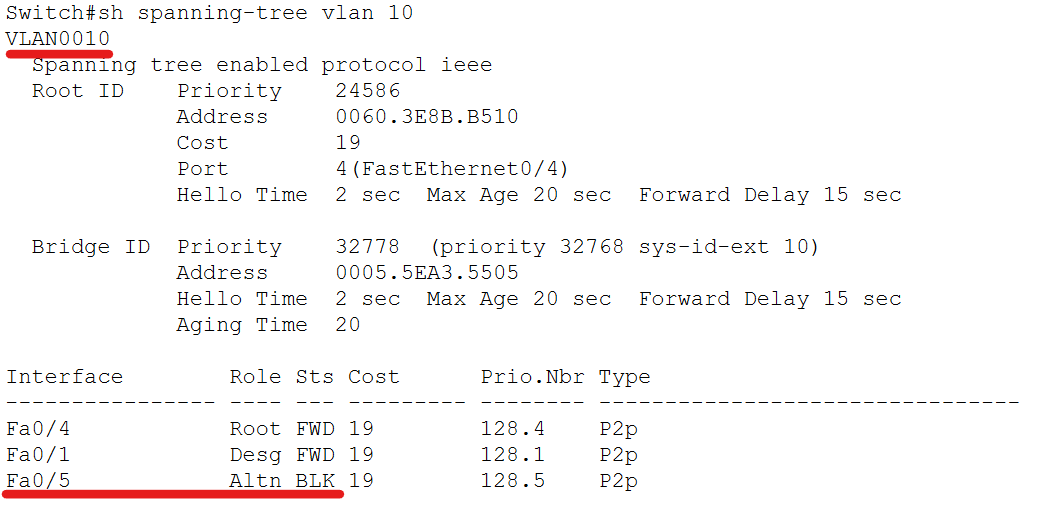 Switch#sh spanning-tree vlan 10
VLAN0010
  Spanning tree enabled protocol ieee
  Root ID    Priority    24586
             Address     0060.3E8B.B510
             Cost        19
             Port        4(FastEthernet0/4)
             Hello Time  2 sec  Max Age 20 sec  Forward Delay 15 sec
  Bridge ID  Priority    32778  (priority 32768 sys-id-ext 10)
             Address     0005.5EA3.5505
             Hello Time  2 sec  Max Age 20 sec  Forward Delay 15 sec
             Aging Time  20
Interface        Role Sts Cost      Prio.Nbr Type
---------------- ---- --- --------- -------- --------------------------------
Fa0/4            Root FWD 19        128.4    P2p
Fa0/1            Desg FWD 19        128.1    P2p
Fa0/5            Altn BLK 19        128.5    P2p